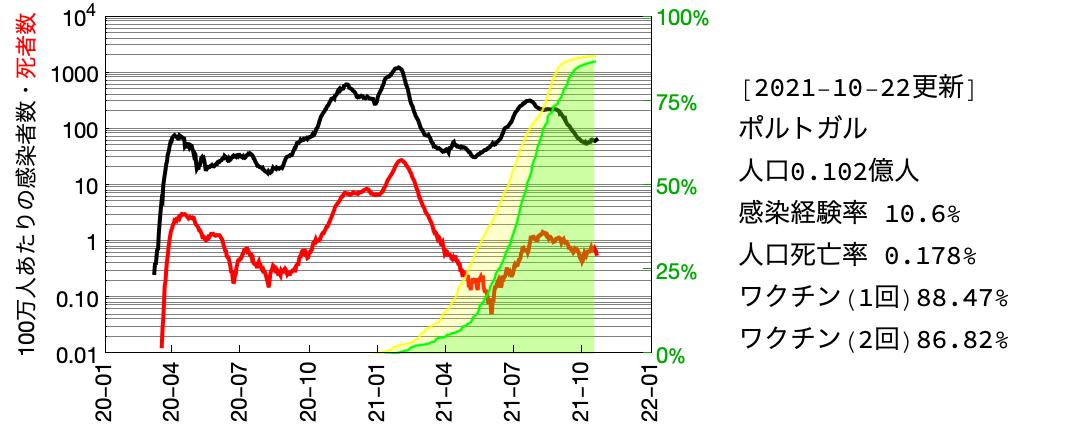 100万人あたりの感染者数・死者数
10^4
1000
100
10
1
0.10
0.01
100%
75%
50%
25%
0%
20-01
20-04
20-07
20-10
21-01
21-04
21-07
21-10
22-01
[2021-10-22更新]
ポルトガル
人口0.102億人
感染経験率 10.6%
人口死亡率 0.178%
ワクチン(1回)88.47%
ワクチン(2回)86.82%